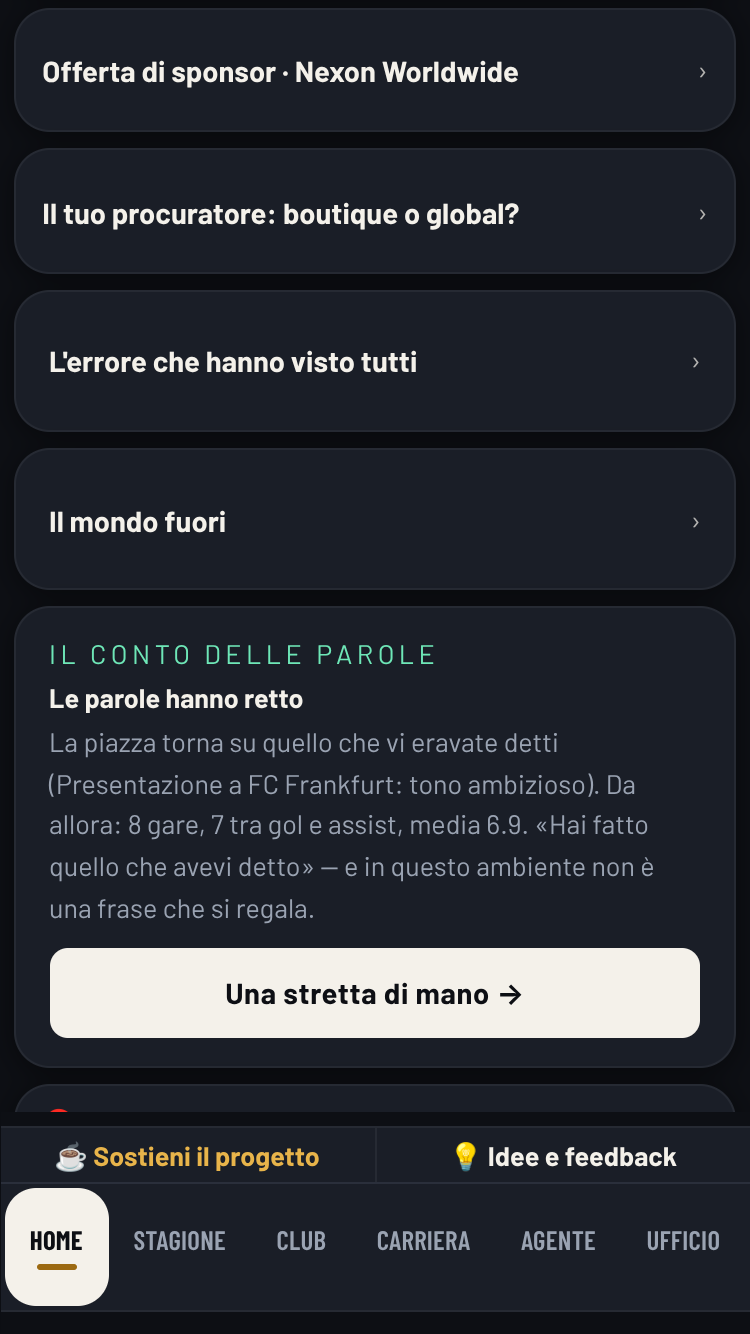 Offerta di sponsor · Nexon Worldwide ›
Il tuo procuratore: boutique o global? ›
L'errore che hanno visto tutti ›
Il mondo fuori ›
IL CONTO DELLE PAROLE
Le parole hanno retto
La piazza torna su quello che vi eravate detti
(Presentazione a FC Frankfurt: tono ambizioso). Da
allora: 8 gare, 7 tra gol e assist, media 6.9. «Hai fatto
quello che avevi detto» — e in questo ambiente non è
una frase che si regala.
Una stretta di mano →
☕ Sostieni il progetto
💡 Idee e feedback
HOME STAGIONE CLUB CARRIERA AGENTE UFFICIO